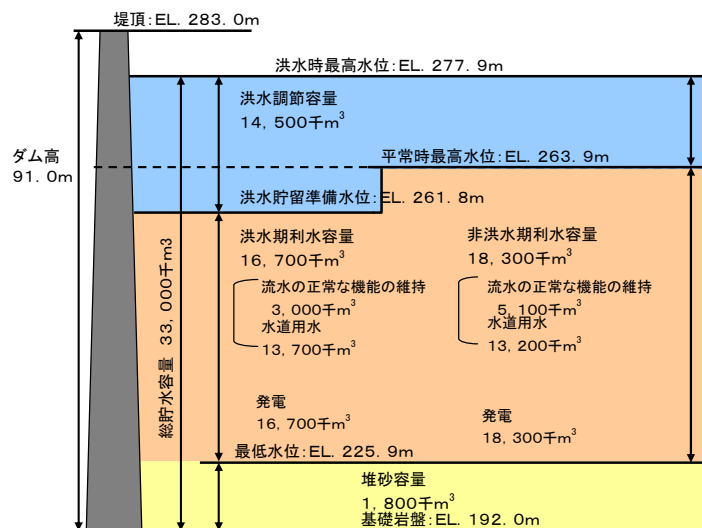 堤頂:EL. 283. 0m
洪水時最高水位:EL. 277. 9m
洪水調節容量
14, 500千m³
ダム高
91. 0m
平常時最高水位:EL. 263. 9m
洪水貯留準備水位:EL. 261. 8m
総貯水容量 33, 000千m3
洪水期利水容量
16, 700千m³
流水の正常な機能の維持
3, 000千m³
水道用水
13, 700千m³
発電
16, 700千m³
非洪水期利水容量
18, 300千m³
流水の正常な機能の維持
5, 100千m³
水道用水
13, 200千m³
発電
18, 300千m³
最低水位:EL. 225. 9m
堆砂容量
1, 800千m³
基礎岩盤:EL. 192. 0m